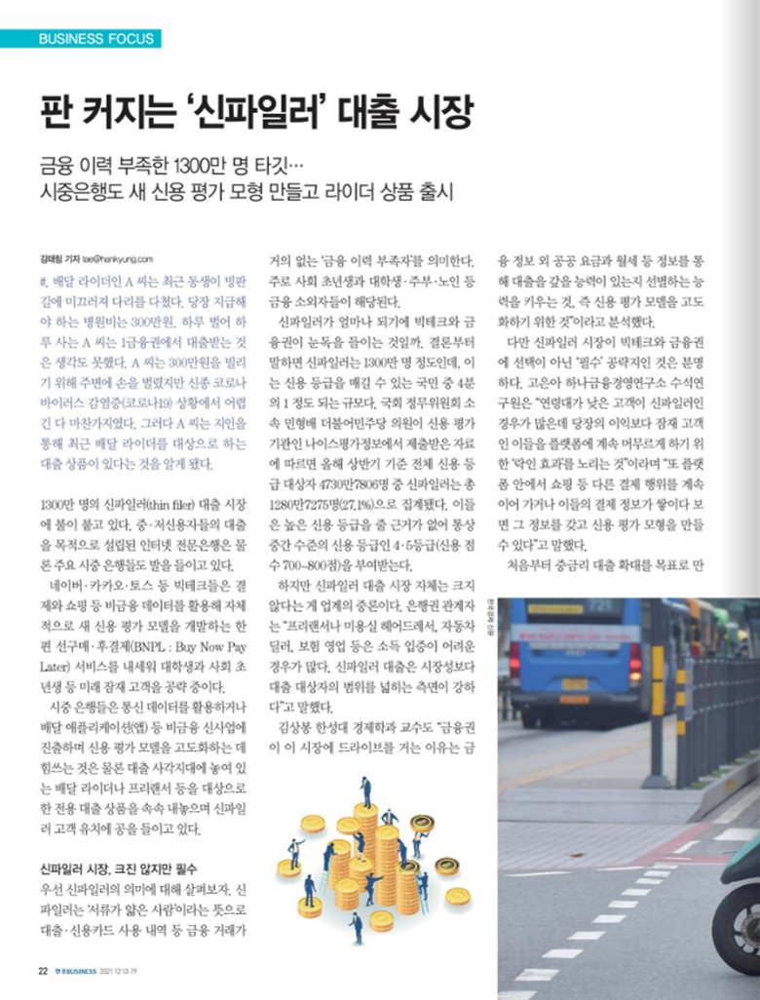 BUSINESS FOCUS
판 커지는 ‘신파일러’ 대출 시장
금융 이력 부족한 1300만 명 타깃…
시중은행도 새 신용 평가 모형 만들고 라이더 상품 출시
김태림 기자 tae@hankyung.com
#. 배달 라이더인 A 씨는 최근 동생이 빙판
길에 미끄러져 다리를 다쳤다. 당장 지급해
야 하는 병원비는 300만원. 하루 벌어 하
루 사는 A 씨는 1금융권에서 대출받는 것
은 생각도 못했다. A 씨는 300만원을 빌리
기 위해 주변에 손을 벌렸지만 신종 코로나
바이러스 감염증(코로나19) 상황에서 어렵
긴 다 마찬가지였다. 그러다 A 씨는 지인을
통해 최근 배달 라이더를 대상으로 하는
대출 상품이 있다는 것을 알게 됐다.
1300만 명의 신파일러(thin filer) 대출 시장
에 불이 붙고 있다. 중·저신용자들의 대출
을 목적으로 설립된 인터넷 전문은행은 물
론 주요 시중 은행들도 발을 들이고 있다.
네이버·카카오·토스 등 빅테크들은 결
제와 쇼핑 등 비금융 데이터를 활용해 자체
적으로 새 신용 평가 모델을 개발하는 한
편 선구매·후결제(BNPL : Buy Now Pay
Later) 서비스를 내세워 대학생과 사회 초
년생 등 미래 잠재 고객을 공략 중이다.
시중 은행들은 통신 데이터를 활용하거나
배달 애플리케이션(앱) 등 비금융 신사업에
진출하며 신용 평가 모델을 고도화하는 데
힘쓰는 것은 물론 대출 사각지대에 놓여 있
는 배달 라이더나 프리랜서 등을 대상으로
한 전용 대출 상품을 속속 내놓으며 신파일
러 고객 유치에 공을 들이고 있다.
신파일러 시장, 크진 않지만 필수
우선 신파일러의 의미에 대해 살펴보자. 신
파일러는 ‘서류가 얇은 사람’이라는 뜻으로
대출·신용카드 사용 내역 등 금융 거래가
거의 없는 ‘금융 이력 부족자’를 의미한다.
주로 사회 초년생과 대학생·주부·노인 등
금융 소외자들이 해당된다.
신파일러가 얼마나 되기에 빅테크와 금
융권이 눈독을 들이는 것일까. 결론부터
말하면 신파일러는 1300만 명 정도인데, 이
는 신용 등급을 매길 수 있는 국민 중 4분
의 1 정도 되는 규모다. 국회 정무위원회 소
속 민형배 더불어민주당 의원이 신용 평가
기관인 나이스평가정보에서 제출받은 자료
에 따르면 올해 상반기 기준 전체 신용 등
급 대상자 4730만7806명 중 신파일러는 총
1280만7275명(27.1%)으로 집계됐다. 이들
은 높은 신용 등급을 줄 근거가 없어 통상
중간 수준의 신용 등급인 4·5등급(신용 점
수 700~800점)을 부여받는다.
하지만 신파일러 대출 시장 자체는 크지
않다는 게 업계의 중론이다. 은행권 관계자
는 “프리랜서나 미용실 헤어드레서, 자동차
딜러, 보험 영업 등은 소득 입증이 어려운
경우가 많다. 신파일러 대출은 시장성보다
대출 대상자의 범위를 넓히는 측면이 강하
다”고 말했다.
김상봉 한성대 경제학과 교수도 “금융권
이 이 시장에 드라이브를 거는 이유는 금
융 정보 외 공공 요금과 월세 등 정보를 통
해 대출을 갚을 능력이 있는지 선별하는 능
력을 키우는 것, 즉 신용 평가 모델을 고도
화하기 위한 것”이라고 분석했다.
다만 신파일러 시장이 빅테크와 금융권
에 선택이 아닌 ‘필수’ 공략지인 것은 분명
하다. 고은아 하나금융경영연구소 수석연
구원은 “연령대가 낮은 고객이 신파일러인
경우가 많은데 당장의 이익보다 잠재 고객
인 이들을 플랫폼에 계속 머무르게 하기 위
한 ‘락인 효과’를 노리는 것”이라며 “또 플랫
폼 안에서 쇼핑 등 다른 결제 행위를 계속
이어 가거나 이들의 결제 정보가 쌓이다 보
면 그 정보를 갖고 신용 평가 모형을 만들
수 있다”고 말했다.
처음부터 중금리 대출 확대를 목표로 만
721
22 한경BUSINESS 2021 12 13-19